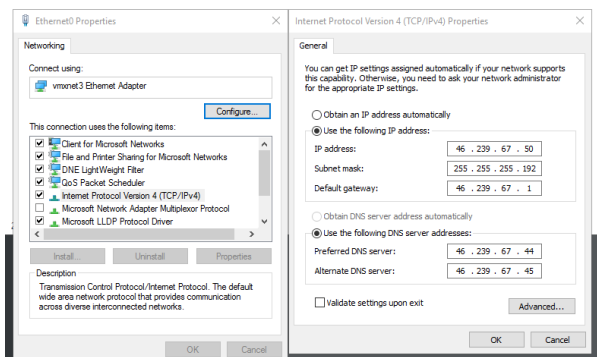 Ethernet0 Properties
Networking
Connect using:
vmxnet3 Ethernet Adapter
Configure...
This connection uses the following items:
Client for Microsoft Networks
File and Printer Sharing for Microsoft Networks
DNE LightWeight Filter
QoS Packet Scheduler
Internet Protocol Version 4 (TCP/IPv4)
Microsoft Network Adapter Multiplexor Protocol
Microsoft LLDP Protocol Driver
Install...
Uninstall
Properties
Description
Transmission Control Protocol/Internet Protocol. The default
wide area network protocol that provides communication
across diverse interconnected networks.
OK
Cancel
Internet Protocol Version 4 (TCP/IPv4) Properties
General
You can get IP settings assigned automatically if your network supports
this capability. Otherwise, you need to ask your network administrator
for the appropriate IP settings.
Obtain an IP address automatically
Use the following IP address:
IP address:
46 . 239 . 67 . 50
Subnet mask:
255 . 255 . 255 . 192
Default gateway:
46 . 239 . 67 . 1
Obtain DNS server address automatically
Use the following DNS server addresses:
Preferred DNS server:
46 . 239 . 67 . 44
Alternate DNS server:
46 . 239 . 67 . 45
Validate settings upon exit
Advanced...
OK
Cancel